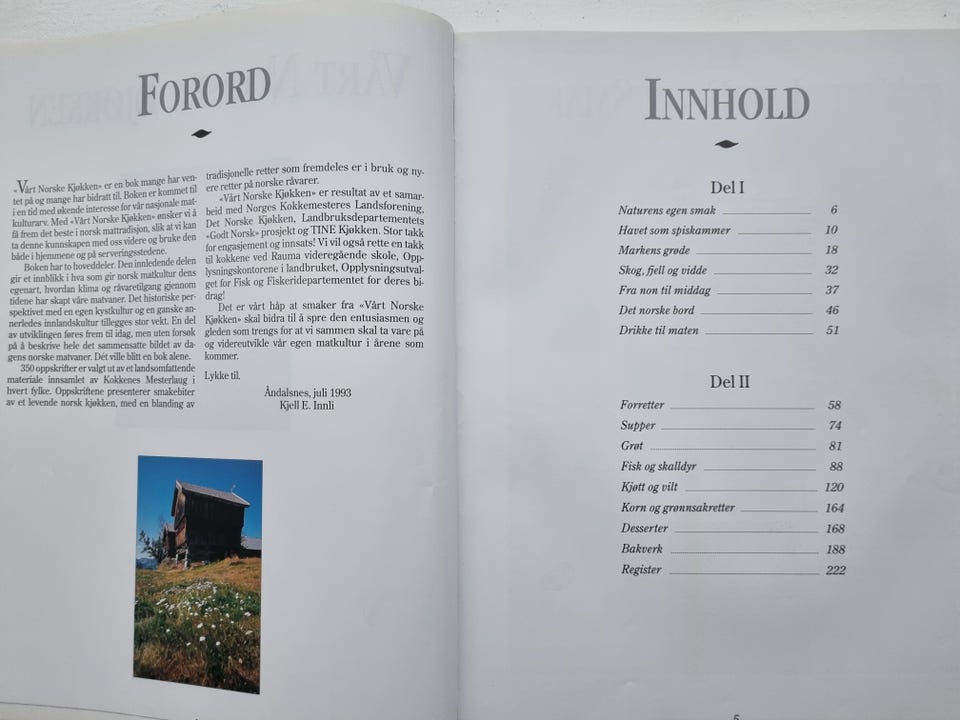 FORORD
«Vårt Norske Kjøkken» er en bok mange har ven-
tet på og mange har bidratt til. Boken er kommet til
i en tid med økende interesse for vår nasjonale mat-
kulturarv. Med «Vårt Norske Kjøkken» ønsker vi å
få frem det beste i norsk mattradisjon, slik at vi kan
ta denne kunnskapen med oss videre og bruke den
både i hjemmene og på serveringsstedene.
Boken har to hoveddeler. Den innledende delen
gir et innblikk i hva som gir norsk matkultur dens
egenart, hvordan klima og råvaretilgang gjennom
tidene har skapt våre matvaner. Det historiske per-
spektivet med en egen kystkultur og en ganske an-
nerledes innlandskultur tillegges stor vekt. En del
av utviklingen føres frem til idag, men uten forsøk
på å beskrive hele det sammensatte bildet av da-
gens norske matvaner. Dét ville blitt en bok alene.
350 oppskrifter er valgt ut av et landsomfattende
materiale innsamlet av Kokkenes Mesterlaug i
hvert fylke. Oppskriftene presenterer smakebiter
av et levende norsk kjøkken, med en blanding av
tradisjonelle retter som fremdeles er i bruk og ny-
ere retter på norske råvarer.
«Vårt Norske Kjøkken» er resultat av et samar-
beid med Norges Kokkemesteres Landsforening,
Det Norske Kjøkken, Landbruksdepartementets
«Godt Norsk» prosjekt og TINE Kjøkken. Stor takk
for engasjement og innsats! Vi vil også rette en takk
til kokkene ved Rauma videregående skole, Opp-
lysningskontorene i landbruket, Opplysningsutval-
get for Fisk og Fiskeridepartementet for deres bi-
drag!
Det er vårt håp at smaker fra «Vårt Norske
Kjøkken» skal bidra til å spre den entusiasmen og
gleden som trengs for at vi sammen skal ta vare på
og videreutvikle vår egen matkultur i årene som
kommer.
Lykke til.
Åndalsnes, juli 1993
Kjell E. Innli
INNHOLD
Del I
Naturens egen smak 6
Havet som spiskammer 10
Markens grøde 18
Skog, fjell og vidde 32
Fra non til middag 37
Det norske bord 46
Drikke til maten 51
Del II
Forretter 58
Supper 74
Grøt 81
Fisk og skalldyr 88
Kjøtt og vilt 120
Korn og grønnsakretter 164
Desserter 168
Bakverk 188
Register 222